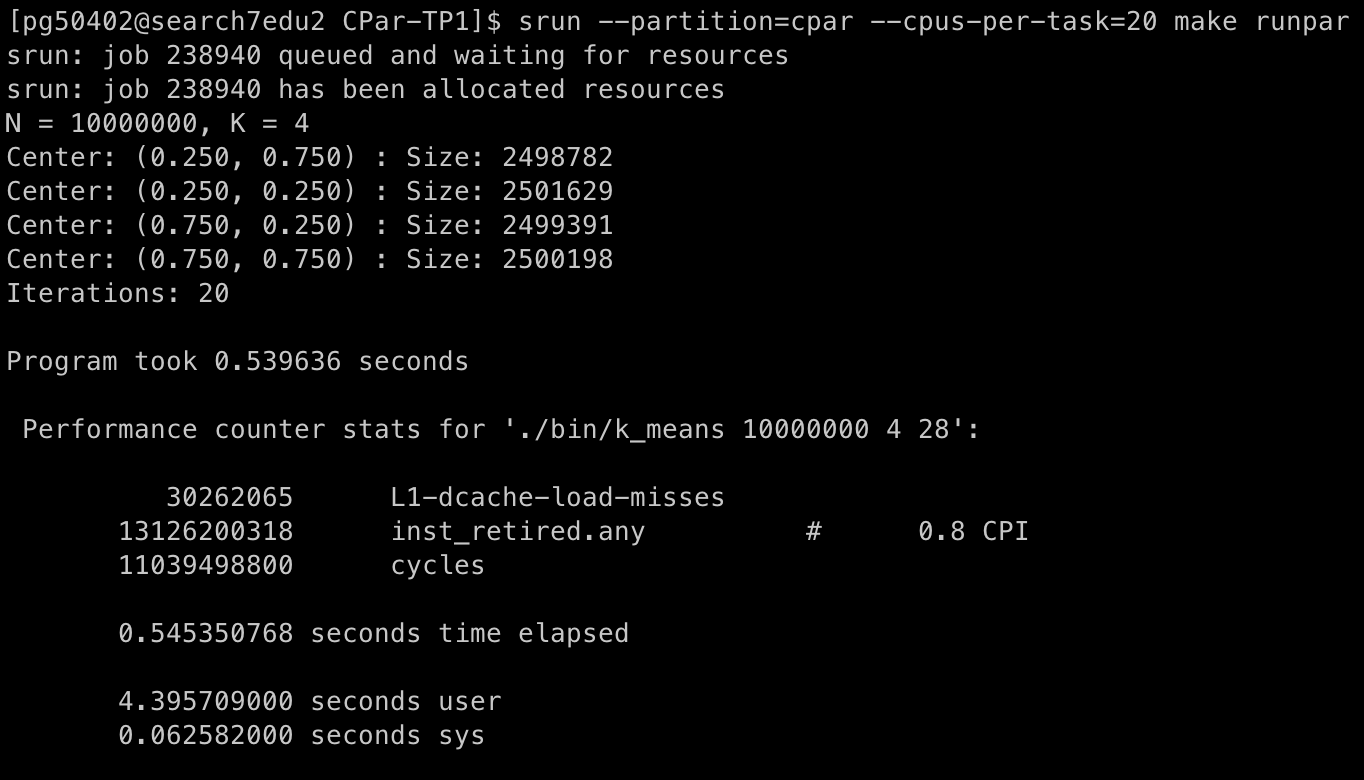 [pg50402@search7edu2 CPar-TP1]$ srun --partition=cpar --cpus-per-task=20 make runpar
srun: job 238940 queued and waiting for resources
srun: job 238940 has been allocated resources
N = 10000000, K = 4
Center: (0.250, 0.750) : Size: 2498782
Center: (0.250, 0.250) : Size: 2501629
Center: (0.750, 0.250) : Size: 2499391
Center: (0.750, 0.750) : Size: 2500198
Iterations: 20
Program took 0.539636 seconds
Performance counter stats for './bin/k_means 10000000 4 28':
30262065 L1-dcache-load-misses
13126200318 inst_retired.any # 0.8 CPI
11039498800 cycles
0.545350768 seconds time elapsed
4.395709000 seconds user
0.062582000 seconds sys